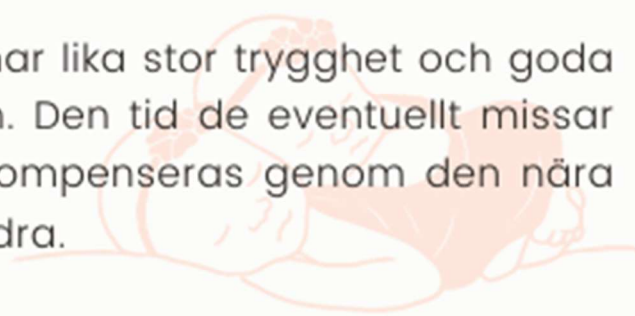 ar lika stor trygghet och goda
. Den tid de eventuellt missar
ompenseras genom den nära
dra.